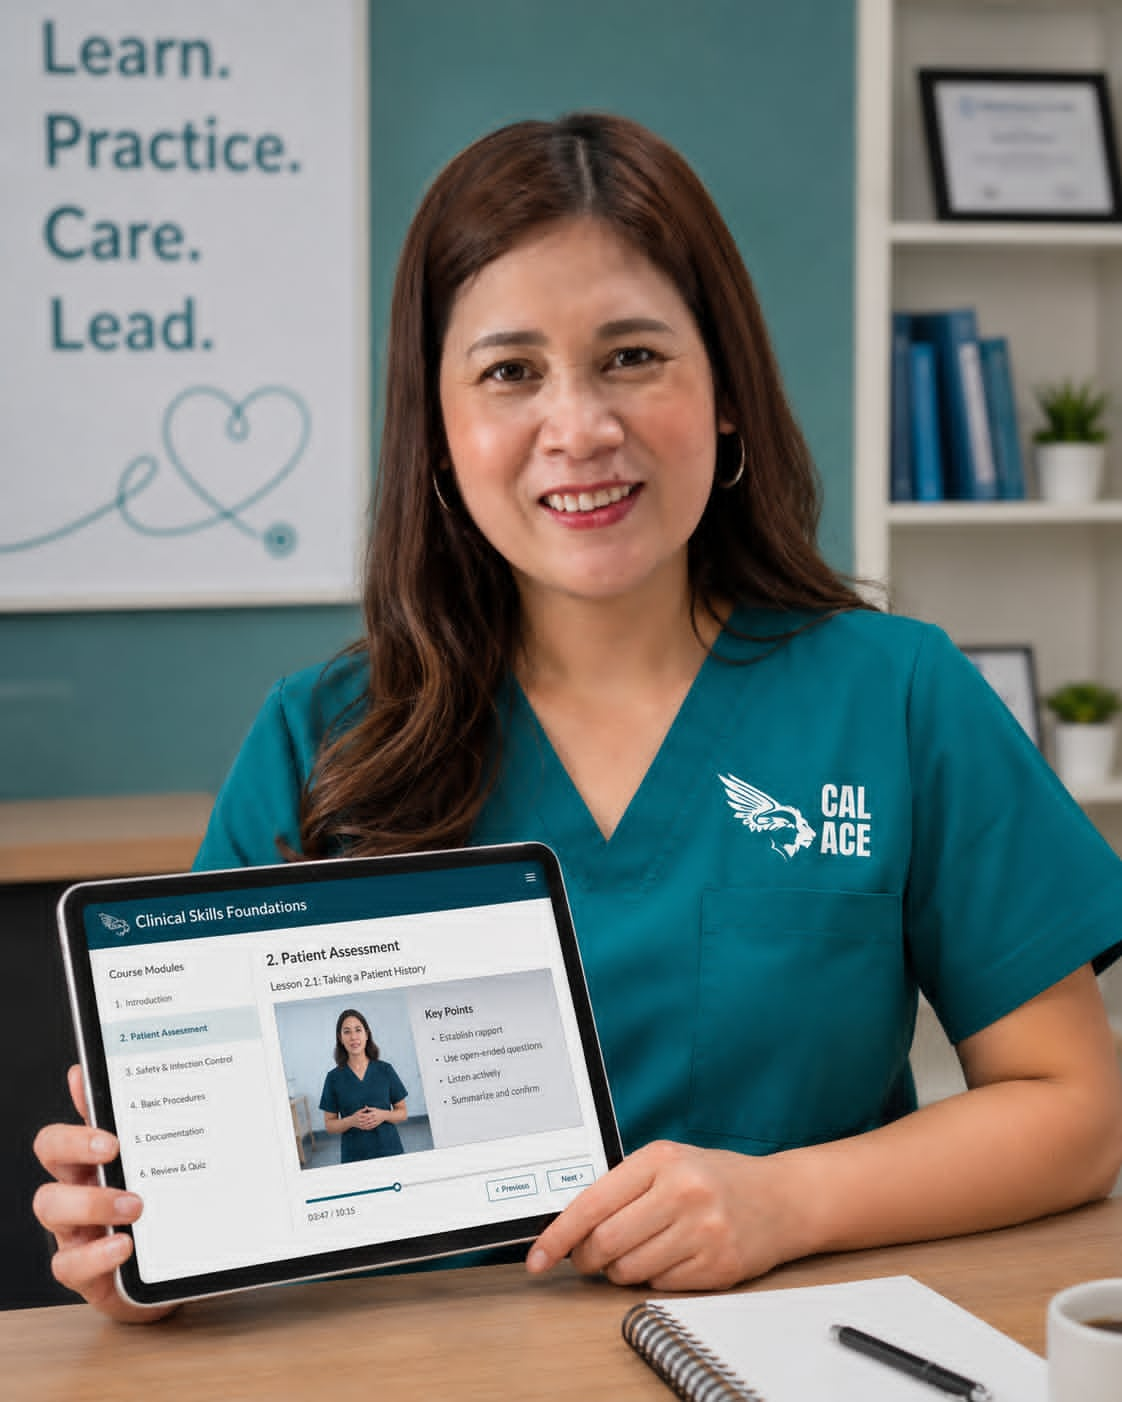 Learn.
Practice.
Care.
Lead.
CAL
ACE
Clinical Skills Foundations
Course Modules
1. Introduction
2. Patient Assessment
3. Safety & Infection Control
4. Basic Procedures
5. Documentation
6. Review & Quiz
2. Patient Assessment
Lesson 2.1: Taking a Patient History
Key Points
• Establish rapport
• Use open-ended questions
• Listen actively
• Summarize and confirm
03:47 / 10:15
‹ Previous
Next ›